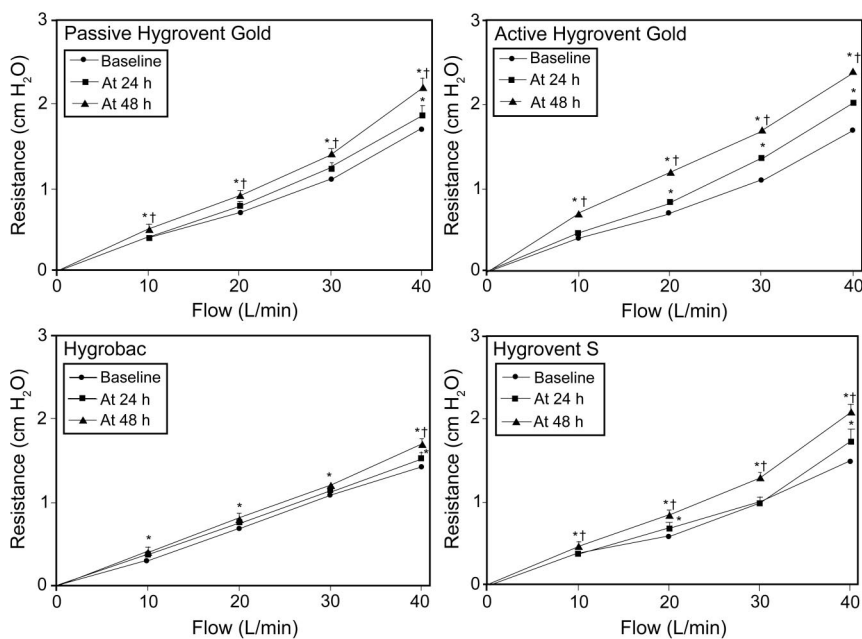 Passive Hygrovent Gold
Baseline
At 24 h
At 48 h
Resistance (cm H₂O)
3
2
1
0
*†
*†
*†
*†
*
0 10 20 30 40
Flow (L/min)
Active Hygrovent Gold
Baseline
At 24 h
At 48 h
Resistance (cm H₂O)
3
2
1
0
*†
*†
*†
*†
*
*
*
0 10 20 30 40
Flow (L/min)
Hygrobac
Baseline
At 24 h
At 48 h
Resistance (cm H₂O)
3
2
1
0
*
*
*
*†
*
0 10 20 30 40
Flow (L/min)
Hygrovent S
Baseline
At 24 h
At 48 h
Resistance (cm H₂O)
3
2
1
0
*†
*†
*
*†
*†
*
0 10 20 30 40
Flow (L/min)